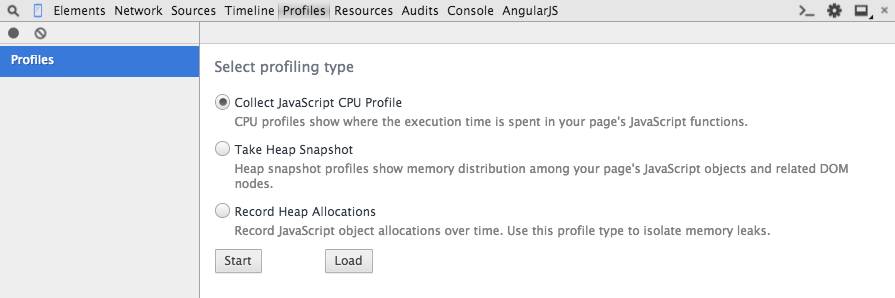 Elements Network Sources Timeline Profiles Resources Audits Console AngularJS
Profiles
Select profiling type
Collect JavaScript CPU Profile
CPU profiles show where the execution time is spent in your page's JavaScript functions.
Take Heap Snapshot
Heap snapshot profiles show memory distribution among your page's JavaScript objects and related DOM
nodes.
Record Heap Allocations
Record JavaScript object allocations over time. Use this profile type to isolate memory leaks.
Start Load